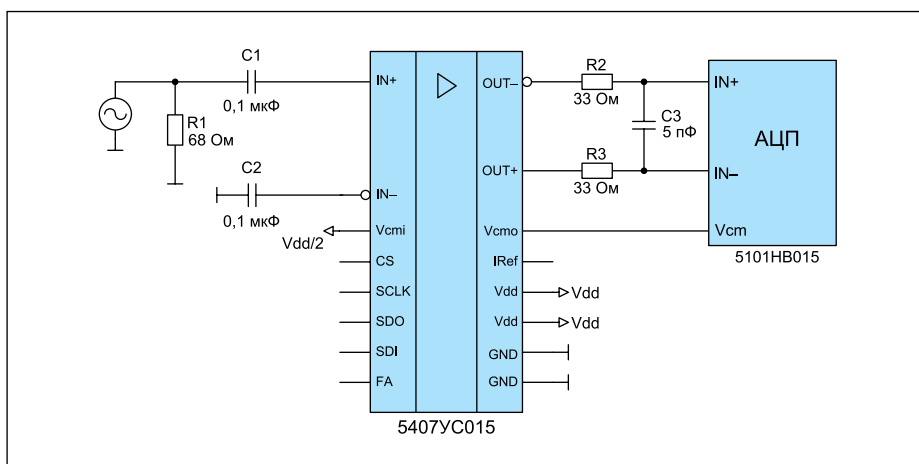 C1
0,1 мкФ
R1
68 Ом
C2
0,1 мкФ
Vdd/2
IN+
IN–
Vcmi
CS
SCLK
SDO
SDI
FA
OUT–
OUT+
Vcmo
IRef
Vdd
Vdd
GND
GND
5407УС015
R2
33 Ом
C3
5 пФ
R3
33 Ом
Vdd
Vdd
IN+
АЦП
IN–
Vcm
5101НВ015